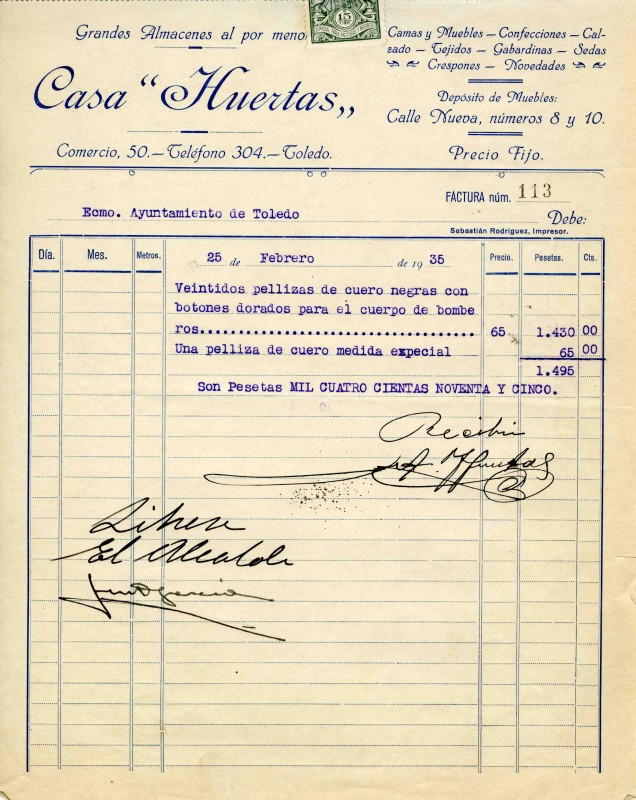 Grandes Almacenes al por menor
15
Casa "Huertas„
Comercio, 50.—Teléfono 304.—Toledo.
Camas y Muebles — Confecciones — Cal-
zado — Tejidos — Gabardinas — Sedas
Crespones — Novedades
Depósito de Muebles:
Calle Nueva, números 8 y 10.
Precio Fijo.
FACTURA núm. 113
Ecmo. Ayuntamiento de Toledo
Debe:
Sebastián Rodríguez, Impresor.
Día. Mes. Metros. 25 de Febrero de 1935 Precio. Pesetas. Cts.
Veintidos pellizas de cuero negras con
botones dorados para el cuerpo de bombe
ros................................... 65 1.430 00
Una pelliza de cuero medida expecial 65 00
1.495
Son Pesetas MIL CUATRO CIENTAS NOVENTA Y CINCO.
Recibí
A. Huertas
El Alcalde